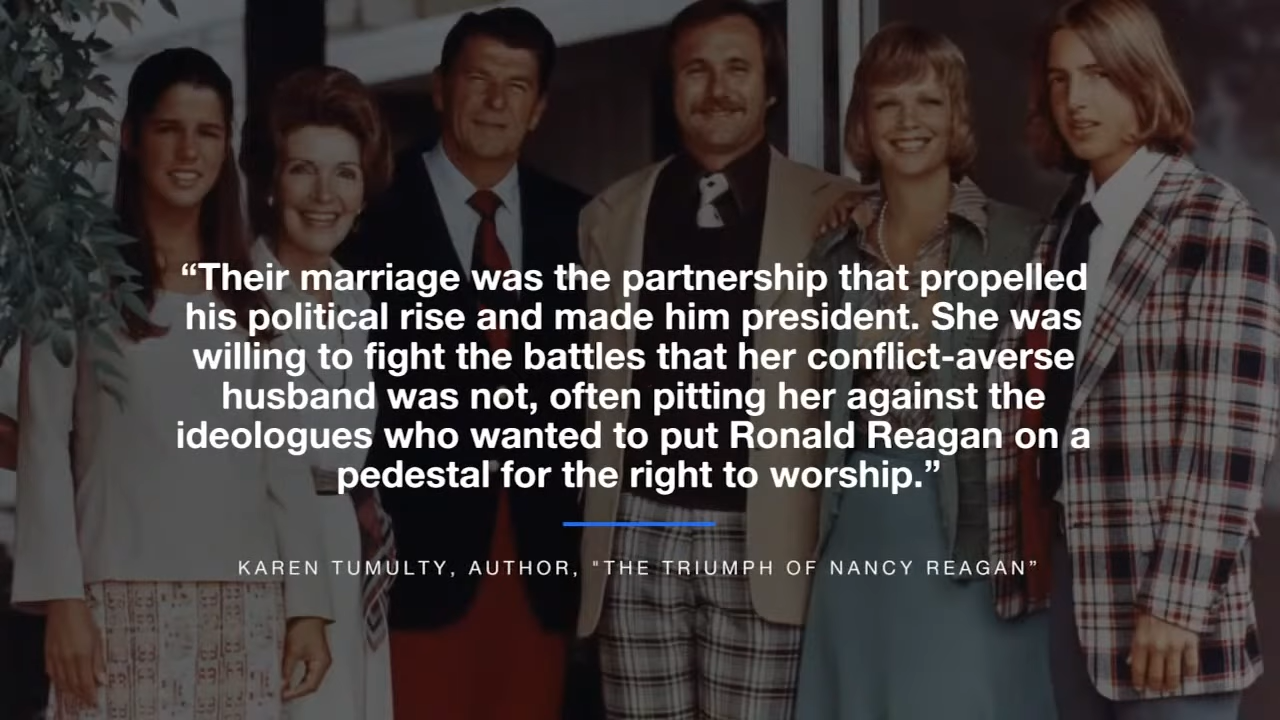 “Their marriage was the partnership that propelled
his political rise and made him president. She was
willing to fight the battles that her conflict-averse
husband was not, often pitting her against the
ideologues who wanted to put Ronald Reagan on a
pedestal for the right to worship.”
KAREN TUMULTY, AUTHOR, "THE TRIUMPH OF NANCY REAGAN”